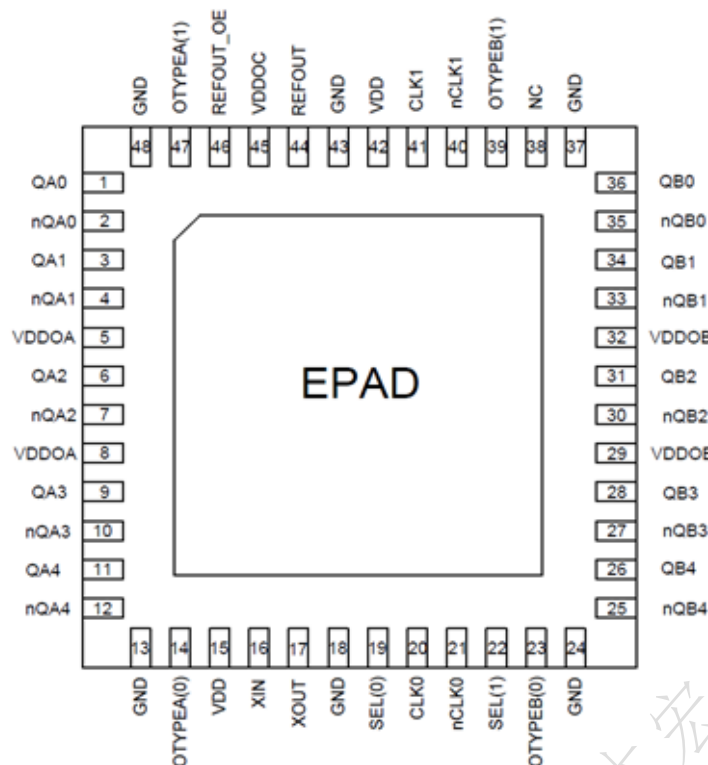 GND OTYPEA(1) REFOUT_OE VDDOC REFOUT GND VDD CLK1 nCLK1 OTYPEB(1) NC GND
48 47 46 45 44 43 42 41 40 39 38 37
QA0 1 36 QB0
nQA0 2 35 nQB0
QA1 3 34 QB1
nQA1 4 33 nQB1
VDDOA 5 32 VDDOB
QA2 6 31 QB2
EPAD
nQA2 7 30 nQB2
VDDOA 8 29 VDDOB
QA3 9 28 QB3
nQA3 10 27 nQB3
QA4 11 26 QB4
nQA4 12 25 nQB4
13 14 15 16 17 18 19 20 21 22 23 24
GND OTYPEA(0) VDD XIN XOUT GND SEL(0) CLK0 nCLK0 SEL(1) OTYPEB(0) GND
宏